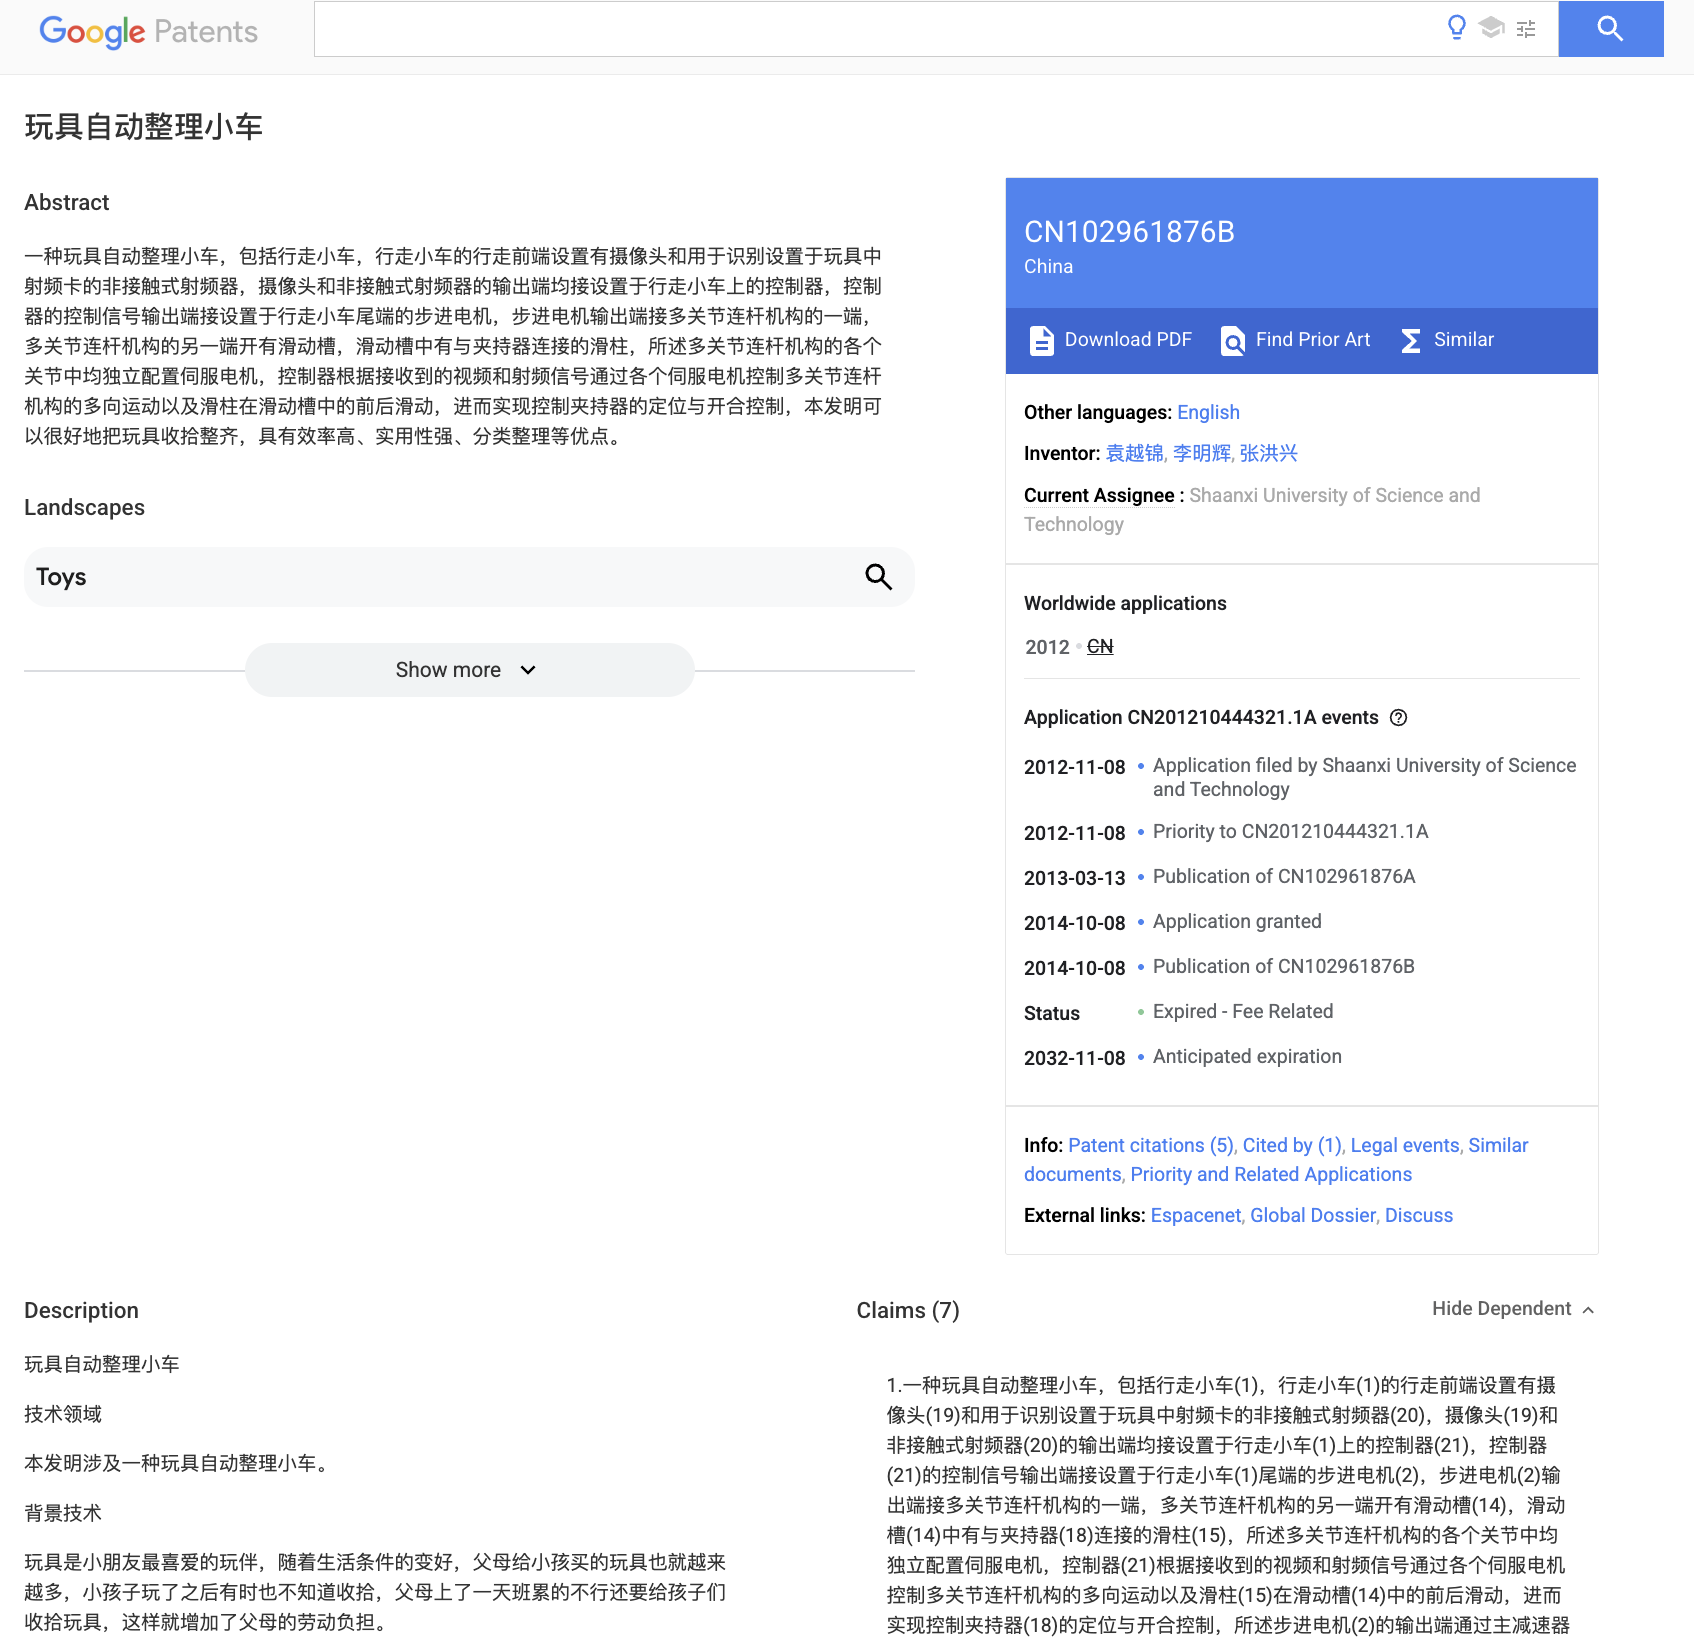 Google Patents
玩具自动整理小车
Abstract
一种玩具自动整理小车，包括行走小车，行走小车的行走前端设置有摄像头和用于识别设置于玩具中
射频卡的非接触式射频器，摄像头和非接触式射频器的输出端均接设置于行走小车上的控制器，控制
器的控制信号输出端接设置于行走小车尾端的步进电机，步进电机输出端接多关节连杆机构的一端，
多关节连杆机构的另一端开有滑动槽，滑动槽中有与夹持器连接的滑柱，所述多关节连杆机构的各个
关节中均独立配置伺服电机，控制器根据接收到的视频和射频信号通过各个伺服电机控制多关节连杆
机构的多向运动以及滑柱在滑动槽中的前后滑动，进而实现控制夹持器的定位与开合控制，本发明可
以很好地把玩具收拾整齐，具有效率高、实用性强、分类整理等优点。
Landscapes
Toys
Show more
CN102961876B
China
Download PDF Find Prior Art Similar
Other languages: English
Inventor: 袁越锦, 李明辉, 张洪兴
Current Assignee : Shaanxi University of Science and
Technology
Worldwide applications
2012 CN
Application CN201210444321.1A events
2012-11-08 Application filed by Shaanxi University of Science
and Technology
2012-11-08 Priority to CN201210444321.1A
2013-03-13 Publication of CN102961876A
2014-10-08 Application granted
2014-10-08 Publication of CN102961876B
Status Expired - Fee Related
2032-11-08 Anticipated expiration
Info: Patent citations (5), Cited by (1), Legal events, Similar
documents, Priority and Related Applications
External links: Espacenet, Global Dossier, Discuss
Description
玩具自动整理小车
技术领域
本发明涉及一种玩具自动整理小车。
背景技术
玩具是小朋友最喜爱的玩伴，随着生活条件的变好，父母给小孩买的玩具也就越来
越多，小孩子玩了之后有时也不知道收拾，父母上了一天班累的不行还要给孩子们
收拾玩具，这样就增加了父母的劳动负担。
Claims (7)
Hide Dependent
1.一种玩具自动整理小车，包括行走小车(1)，行走小车(1)的行走前端设置有摄
像头(19)和用于识别设置于玩具中射频卡的非接触式射频器(20)，摄像头(19)和
非接触式射频器(20)的输出端均接设置于行走小车(1)上的控制器(21)，控制器
(21)的控制信号输出端接设置于行走小车(1)尾端的步进电机(2)，步进电机(2)输
出端接多关节连杆机构的一端，多关节连杆机构的另一端开有滑动槽(14)，滑动
槽(14)中有与夹持器(18)连接的滑柱(15)，所述多关节连杆机构的各个关节中均
独立配置伺服电机，控制器(21)根据接收到的视频和射频信号通过各个伺服电机
控制多关节连杆机构的多向运动以及滑柱(15)在滑动槽(14)中的前后滑动，进而
实现控制夹持器(18)的定位与开合控制，所述步进电机(2)的输出端通过主减速器